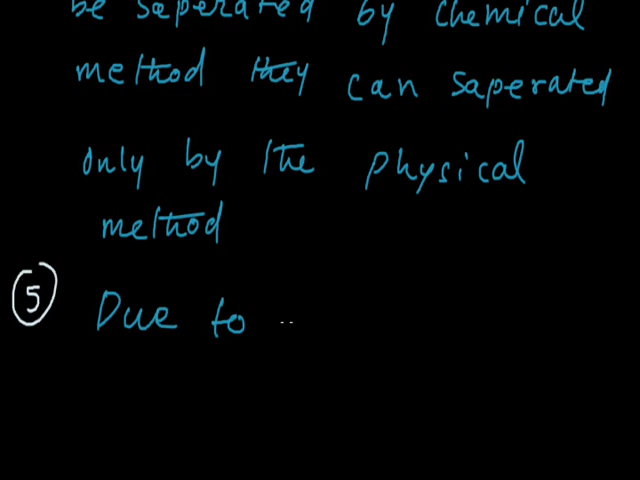 be seperated by chemical
method they can saperated
only by the physical
method
5 Due to